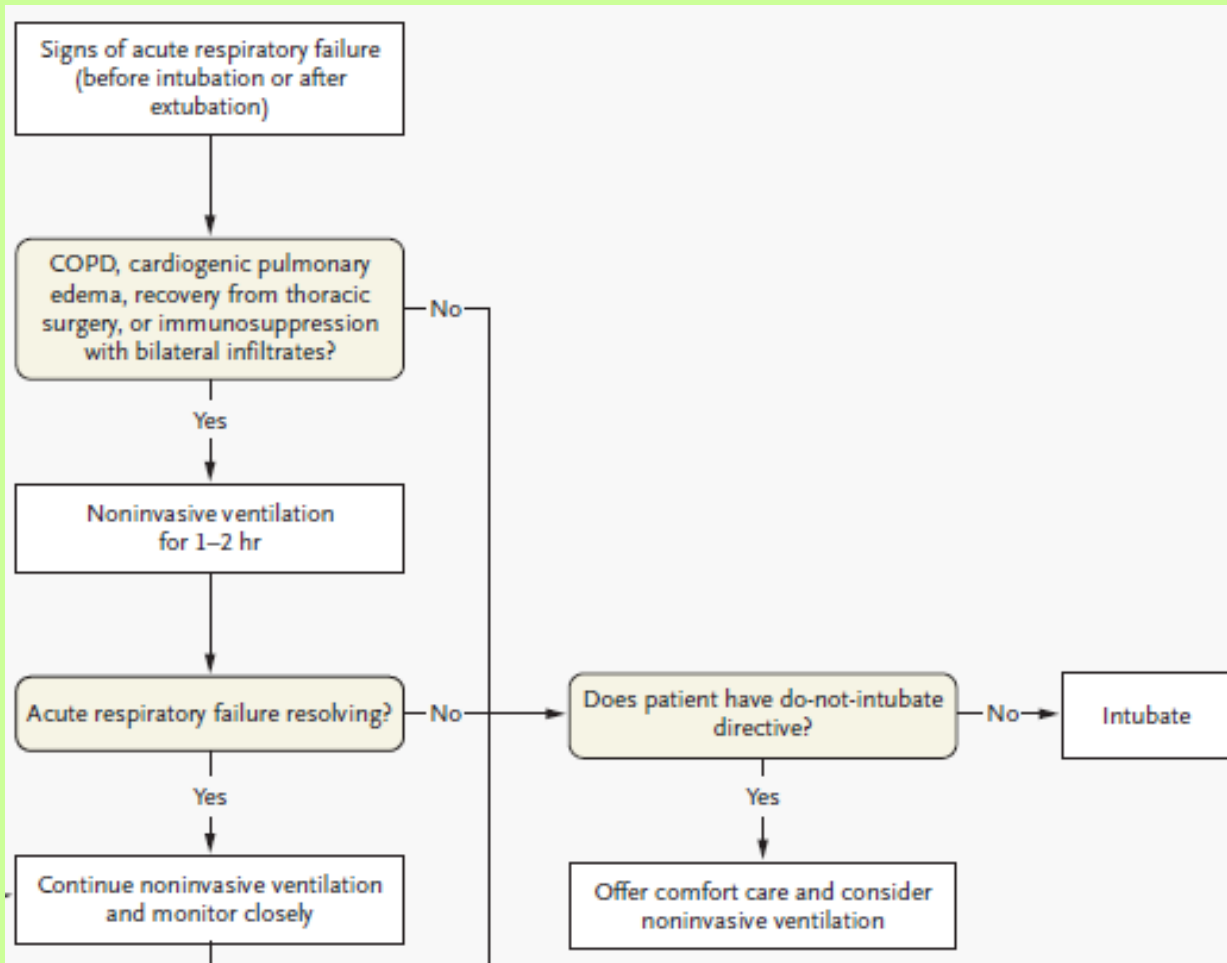 Signs of acute respiratory failure
(before intubation or after
extubation)
COPD, cardiogenic pulmonary
edema, recovery from thoracic
surgery, or immunosuppression
with bilateral infiltrates?
No
Yes
Noninvasive ventilation
for 1–2 hr
Acute respiratory failure resolving?
No
Does patient have do-not-intubate
directive?
No
Intubate
Yes
Yes
Continue noninvasive ventilation
and monitor closely
Offer comfort care and consider
noninvasive ventilation